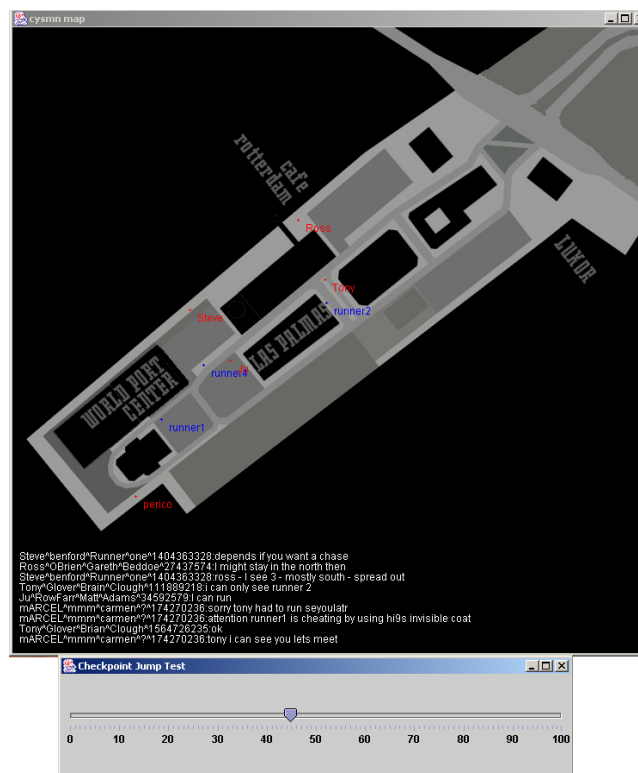 cysmn map
cafe
rotterdam
Ross
LUXOR
Tony
runner2
Steve
LAS PALMAS
runner4
Ju
WORLD PORT
CENTER
runner1
perico
Steve^benford^Runner^one^1404363328:depends if you want a chase
Ross^OBrien^Gareth^Beddoe^27437574:I might stay in the north then
Steve^benford^Runner^one^1404363328:ross - I see 3 - mostly south - spread out
Tony^Glover^Brain^Clough^111889218:i can only see runner 2
Ju^RowFarr^Matt^Adams^34592579:I can run
mARCEL^mmm^carmen^?^174270236:sorry tony had to run seyoulatr
mARCEL^mmm^carmen^?^174270236:attention runner1 is cheating by using hi9s invisible coat
Tony^Glover^Brian^Clough^1564726235:ok
mARCEL^mmm^carmen^?^174270236:tony i can see you lets meet
Checkpoint Jump Test
0 10 20 30 40 50 60 70 80 90 100